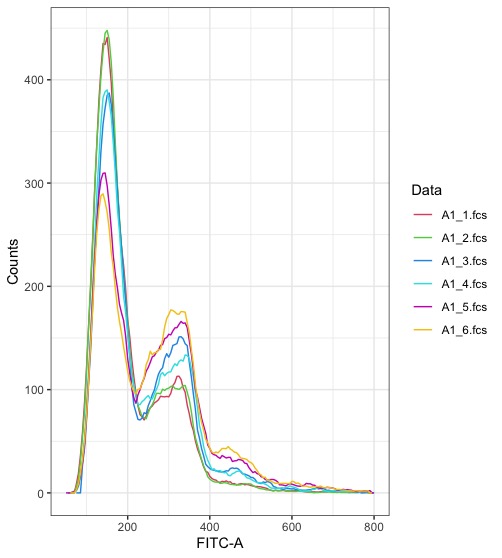 400
300
200
100
0
Counts
200
400
600
800
FITC-A
Data
A1_1.fcs
A1_2.fcs
A1_3.fcs
A1_4.fcs
A1_5.fcs
A1_6.fcs